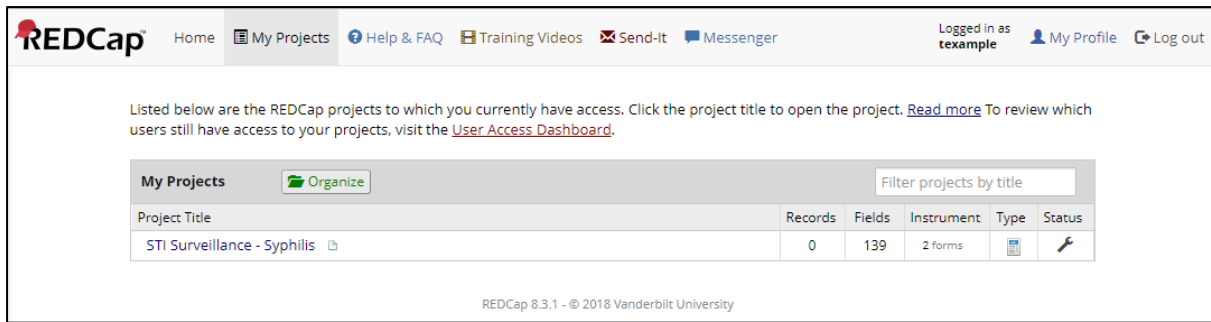 REDCap™ Home My Projects Help & FAQ Training Videos Send-It Messenger Logged in as texample My Profile Log out
Listed below are the REDCap projects to which you currently have access. Click the project title to open the project. Read more To review which
users still have access to your projects, visit the User Access Dashboard.
My Projects Organize Filter projects by title
Project Title Records Fields Instrument Type Status
STI Surveillance - Syphilis 0 139 2 forms
REDCap 8.3.1 - © 2018 Vanderbilt University